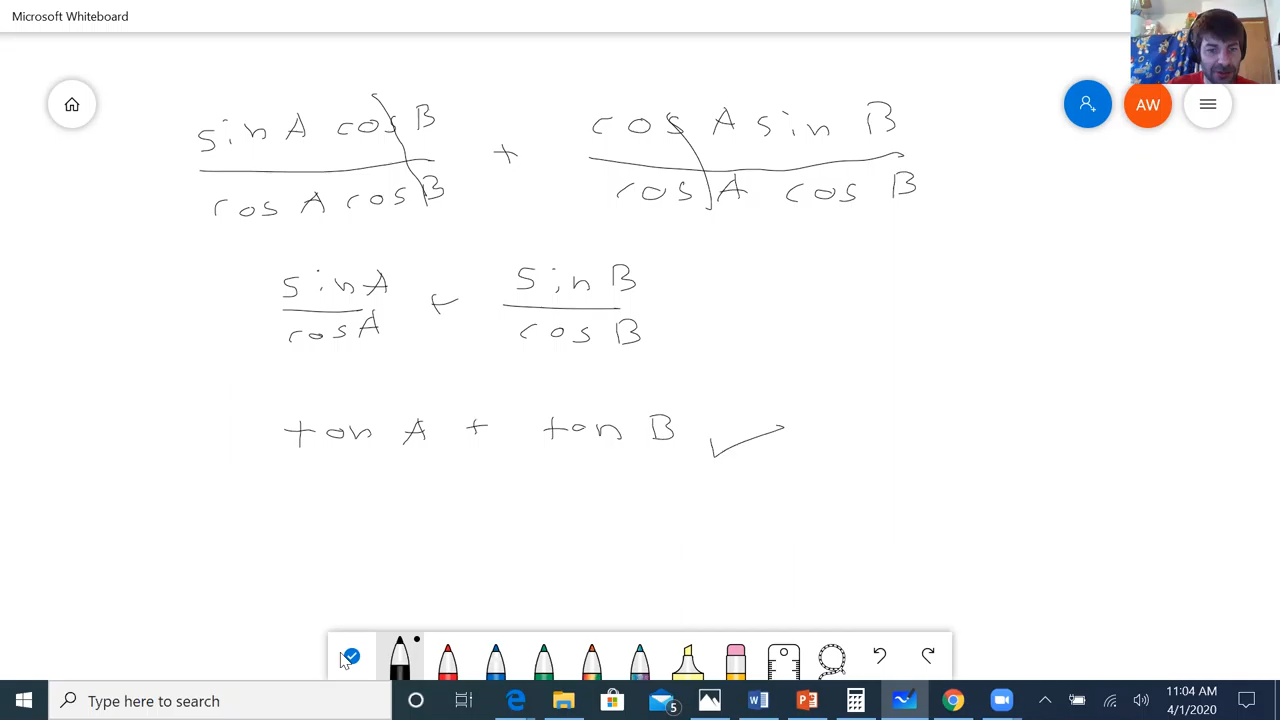 Microsoft Whiteboard
AW
sin A cos B + cos A sin B
cos A cos B cos A cos B
sin A + sin B
cos A cos B
tan A + tan B ✓
5
Type here to search
11:04 AM
4/1/2020